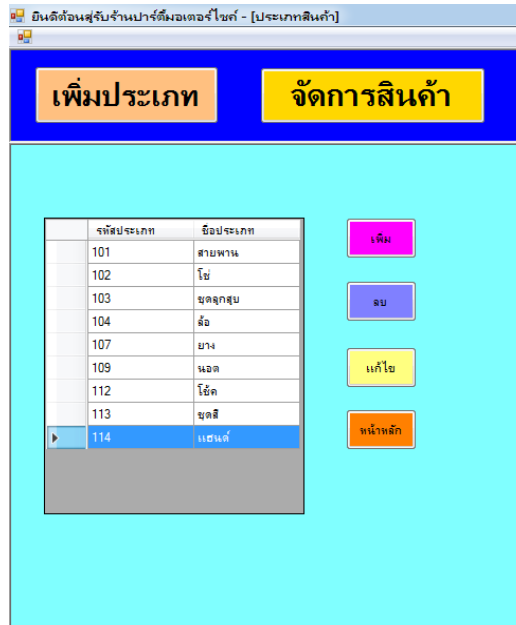 ยินดีต้อนสู่รับร้านปาร์ตี้มอเตอร์ไซค์ - [ประเภทสินค้า]
เพิ่มประเภท จัดการสินค้า
รหัสประเภท ชื่อประเภท
101 สายพาน
102 โซ่
103 ชุดลูกสูบ
104 ล้อ
107 ยาง
109 นอต
112 โช้ค
113 ชุดสี
114 แฮนด์
เพิ่ม
ลบ
แก้ไข
หน้าหลัก